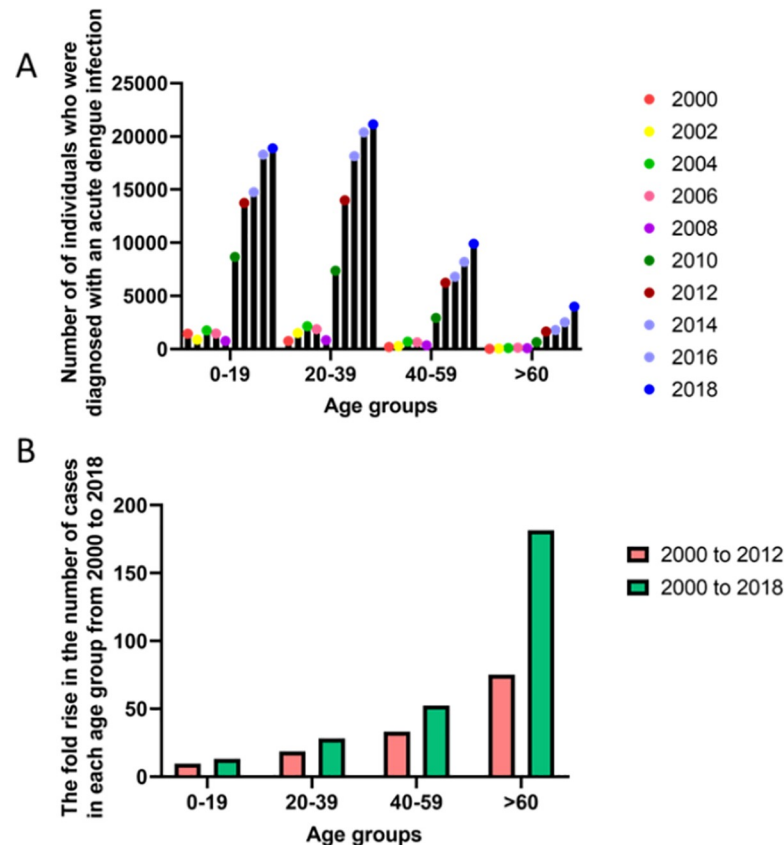 A
Number of of individuals who were
diagnosed with an acute dengue infection
25000
20000
15000
10000
5000
0
0-19 20-39 40-59 >60
Age groups
2000
2002
2004
2006
2008
2010
2012
2014
2016
2018
B
The fold rise in the number of cases
in each age group from 2000 to 2018
200
150
100
50
0
0-19 20-39 40-59 >60
Age groups
2000 to 2012
2000 to 2018